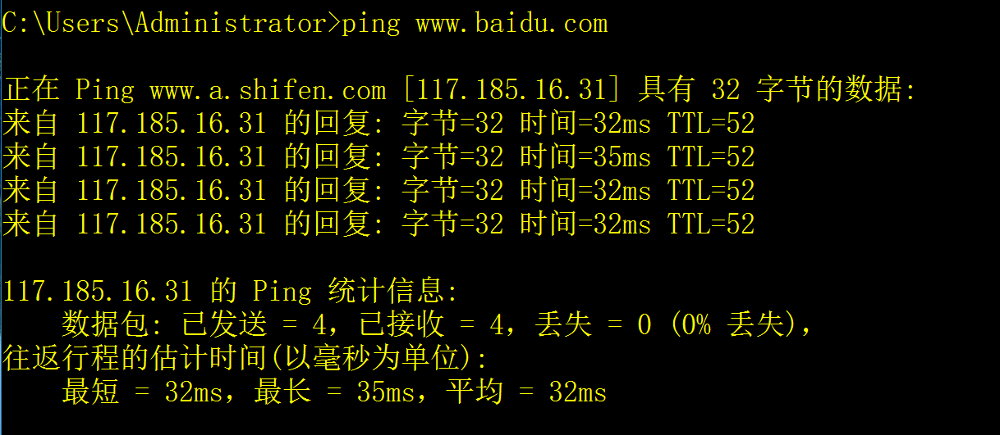 C:\Users\Administrator>ping www.baidu.com
正在 Ping www.a.shifen.com [117.185.16.31] 具有 32 字节的数据:
来自 117.185.16.31 的回复: 字节=32 时间=32ms TTL=52
来自 117.185.16.31 的回复: 字节=32 时间=35ms TTL=52
来自 117.185.16.31 的回复: 字节=32 时间=32ms TTL=52
来自 117.185.16.31 的回复: 字节=32 时间=32ms TTL=52
117.185.16.31 的 Ping 统计信息:
    数据包: 已发送 = 4，已接收 = 4，丢失 = 0 (0% 丢失)，
往返行程的估计时间(以毫秒为单位):
    最短 = 32ms，最长 = 35ms，平均 = 32ms